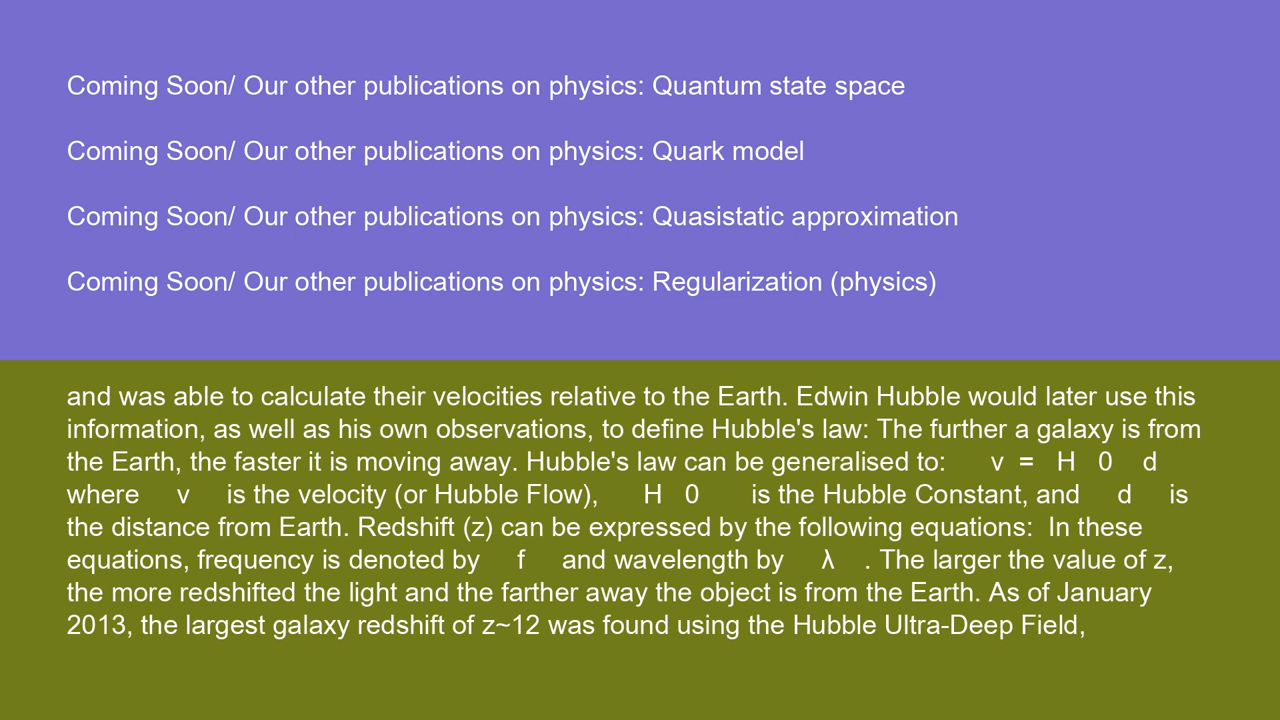 Coming Soon/ Our other publications on physics: Quantum state space
Coming Soon/ Our other publications on physics: Quark model
Coming Soon/ Our other publications on physics: Quasistatic approximation
Coming Soon/ Our other publications on physics: Regularization (physics)
and was able to calculate their velocities relative to the Earth. Edwin Hubble would later use this
information, as well as his own observations, to define Hubble's law: The further a galaxy is from
the Earth, the faster it is moving away. Hubble's law can be generalised to: v = H 0 d
where v is the velocity (or Hubble Flow), H 0 is the Hubble Constant, and d is
the distance from Earth. Redshift (z) can be expressed by the following equations: In these
equations, frequency is denoted by f and wavelength by λ . The larger the value of z,
the more redshifted the light and the farther away the object is from the Earth. As of January
2013, the largest galaxy redshift of z~12 was found using the Hubble Ultra-Deep Field,